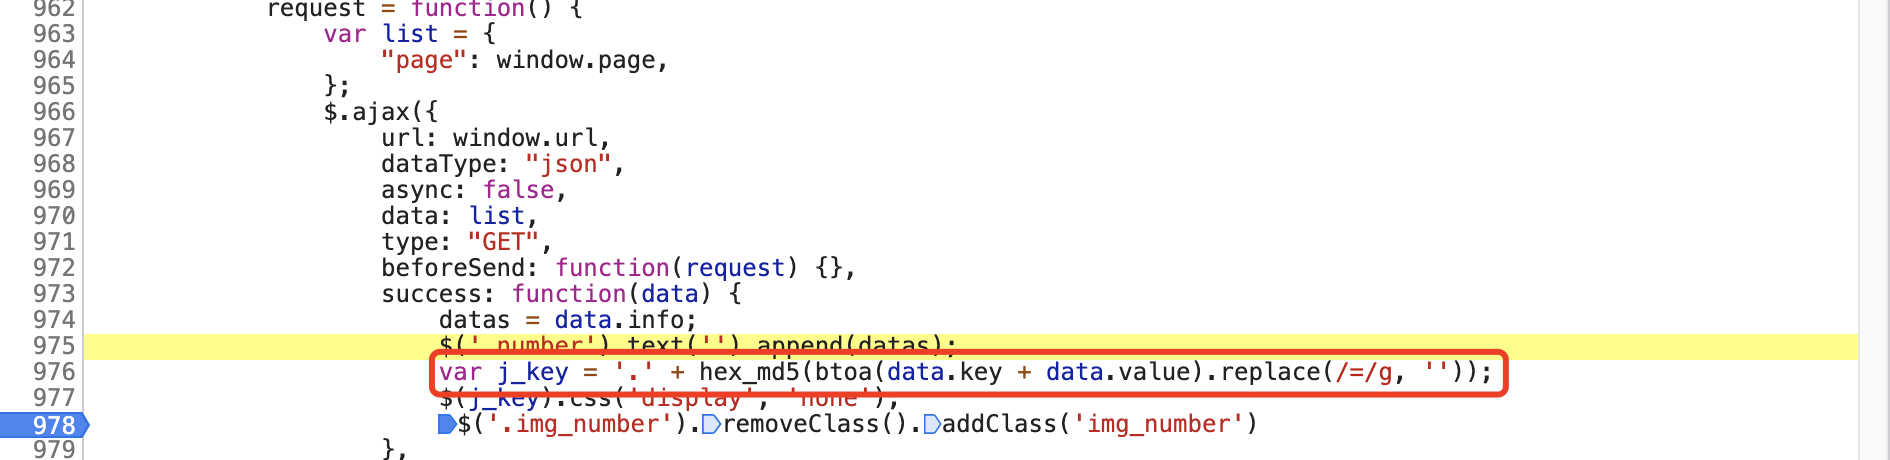 962 request = function() {
963 var list = {
964 "page": window.page,
965 };
966 $.ajax({
967 url: window.url,
968 dataType: "json",
969 async: false,
970 data: list,
971 type: "GET",
972 beforeSend: function(request) {},
973 success: function(data) {
974 datas = data.info;
975 $('.number').text('').append(datas);
976 var j_key = '.' + hex_md5(btoa(data.key + data.value).replace(/=/g, ''));
977 $(j_key).css('display', 'none');
978 $('.img_number').removeClass().addClass('img_number')
979 },